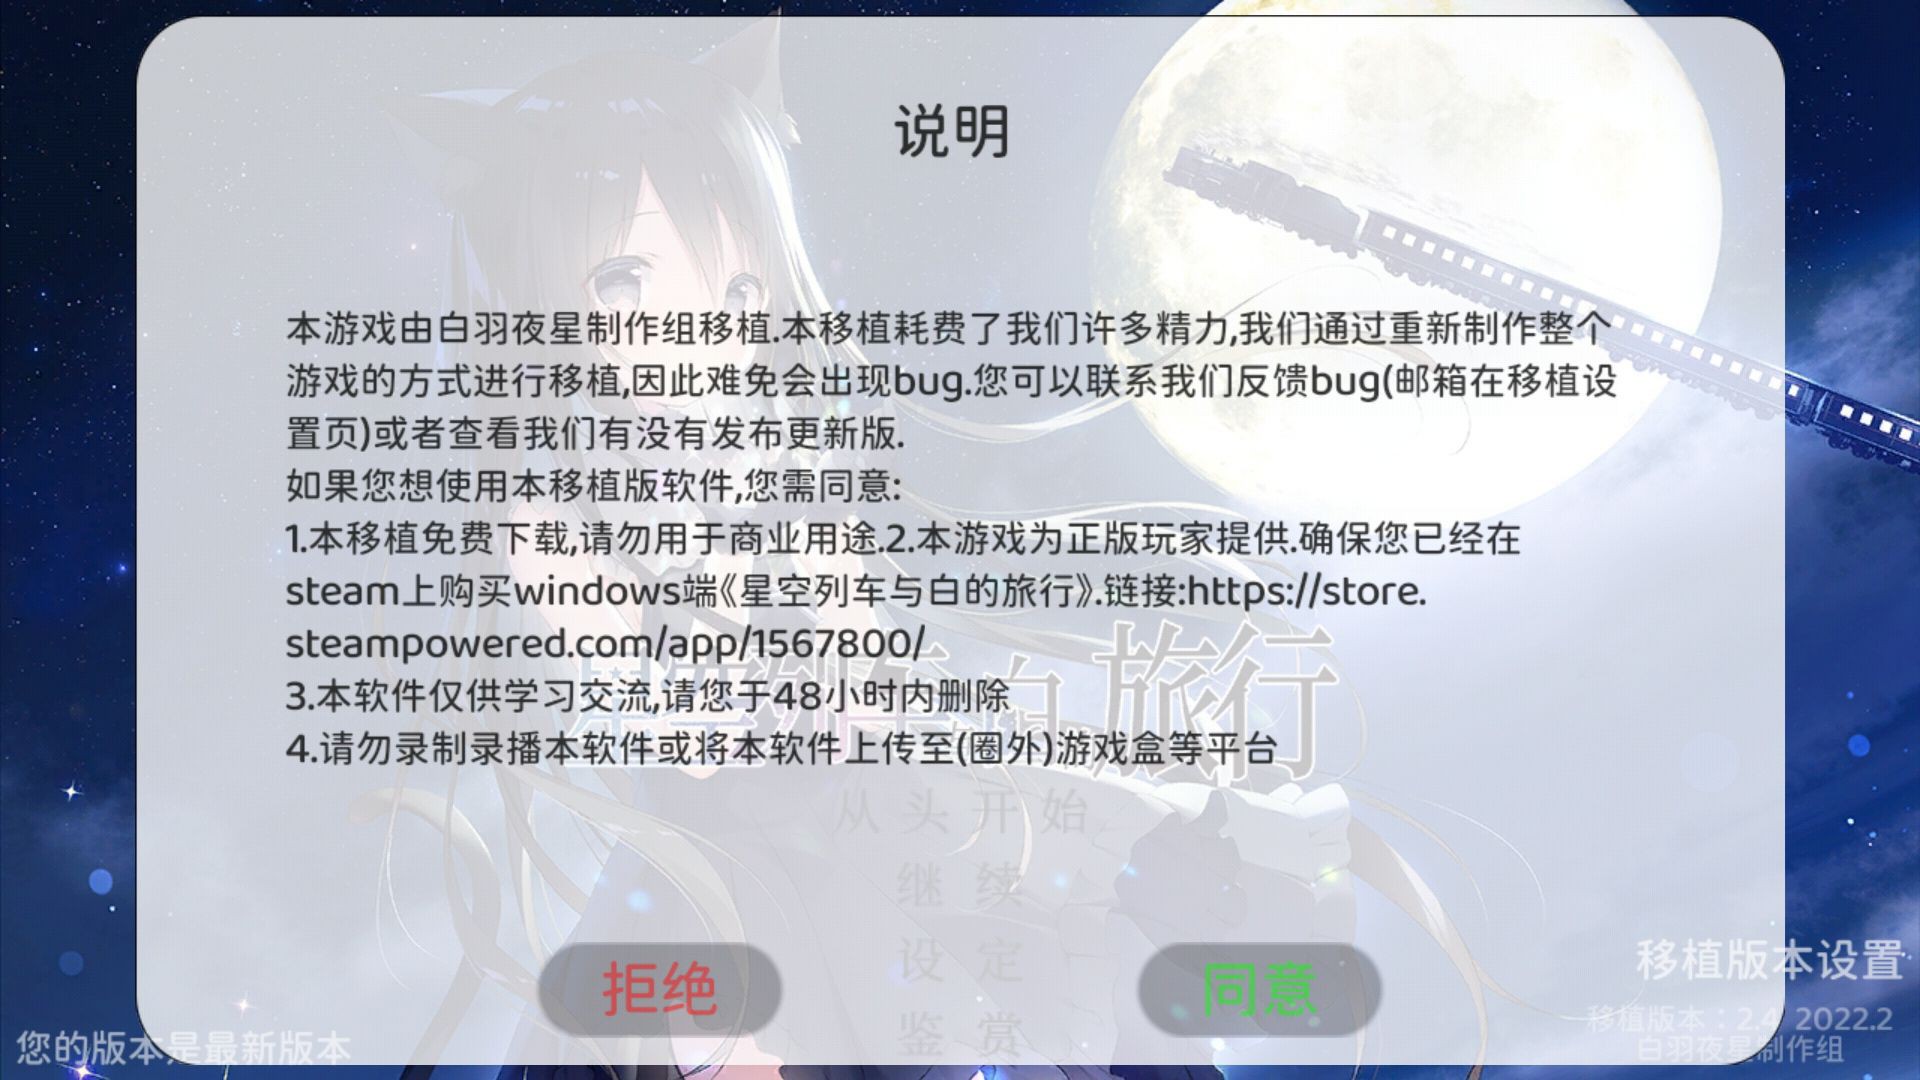 说明
本游戏由白羽夜星制作组移植.本移植耗费了我们许多精力,我们通过重新制作整个
游戏的方式进行移植,因此难免会出现bug.您可以联系我们反馈bug(邮箱在移植设
置页)或者查看我们有没有发布更新版.
如果您想使用本移植版软件,您需同意:
1.本移植免费下载,请勿用于商业用途.2.本游戏为正版玩家提供.确保您已经在
steam上购买windows端《星空列车与白的旅行》.链接:https://store.
steampowered.com/app/1567800/
3.本软件仅供学习交流,请您于48小时内删除
4.请勿录制录播本软件或将本软件上传至(圈外)游戏盒等平台
星空列车与白的旅行
从头开始
继续
设定
鉴赏
拒绝
同意
移植版本设置
移植版本：2.4 2022.2
白羽夜星制作组
您的版本是最新版本